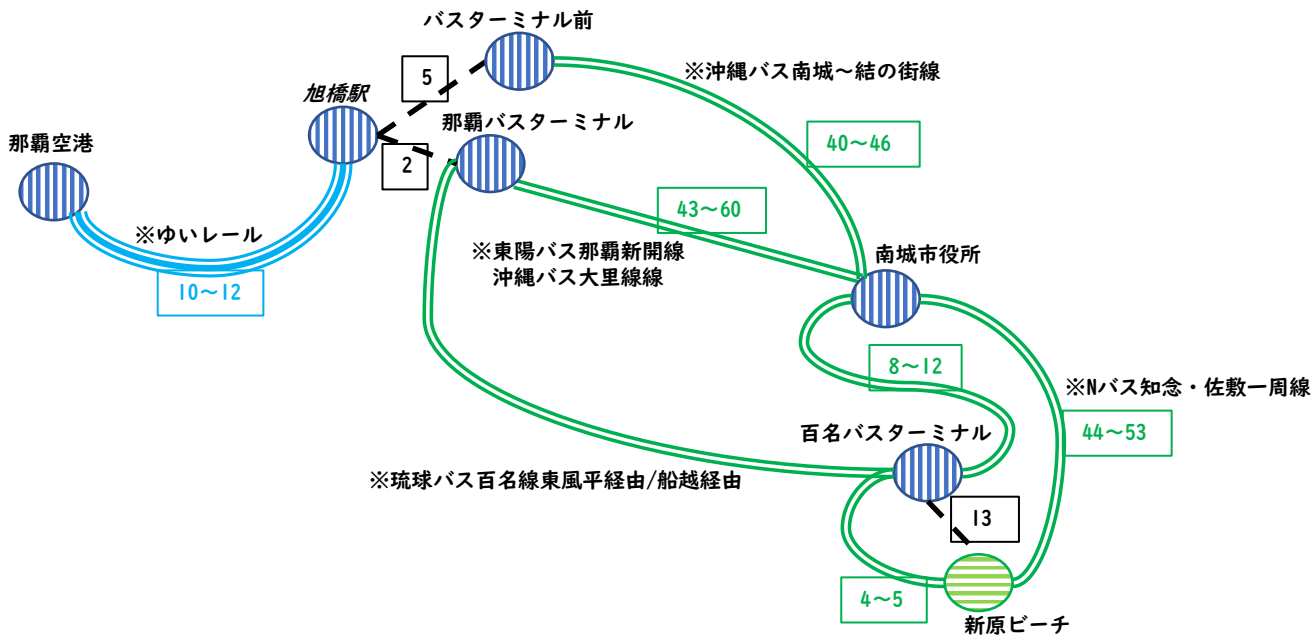 バスターミナル前
5
※沖縄バス南城～結の街線
旭橋駅
那覇バスターミナル
那覇空港
2
40～46
43～60
※ゆいレール
※東陽バス那覇新開線
沖縄バス大里線線
南城市役所
10～12
8～12
※Nバス知念・佐敷一周線
百名バスターミナル
44～53
※琉球バス百名線東風平経由/船越経由
13
4～5
新原ビーチ